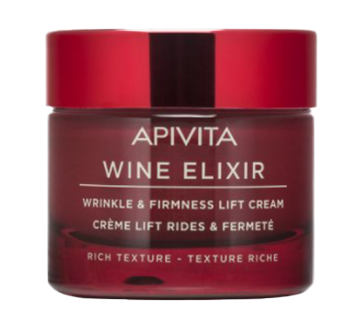 APIVITA
WINE ELIXIR
WRINKLE & FIRMNESS LIFT CREAM
CRÈME LIFT RIDES & FERMETÉ
RICH TEXTURE - TEXTURE RICHE